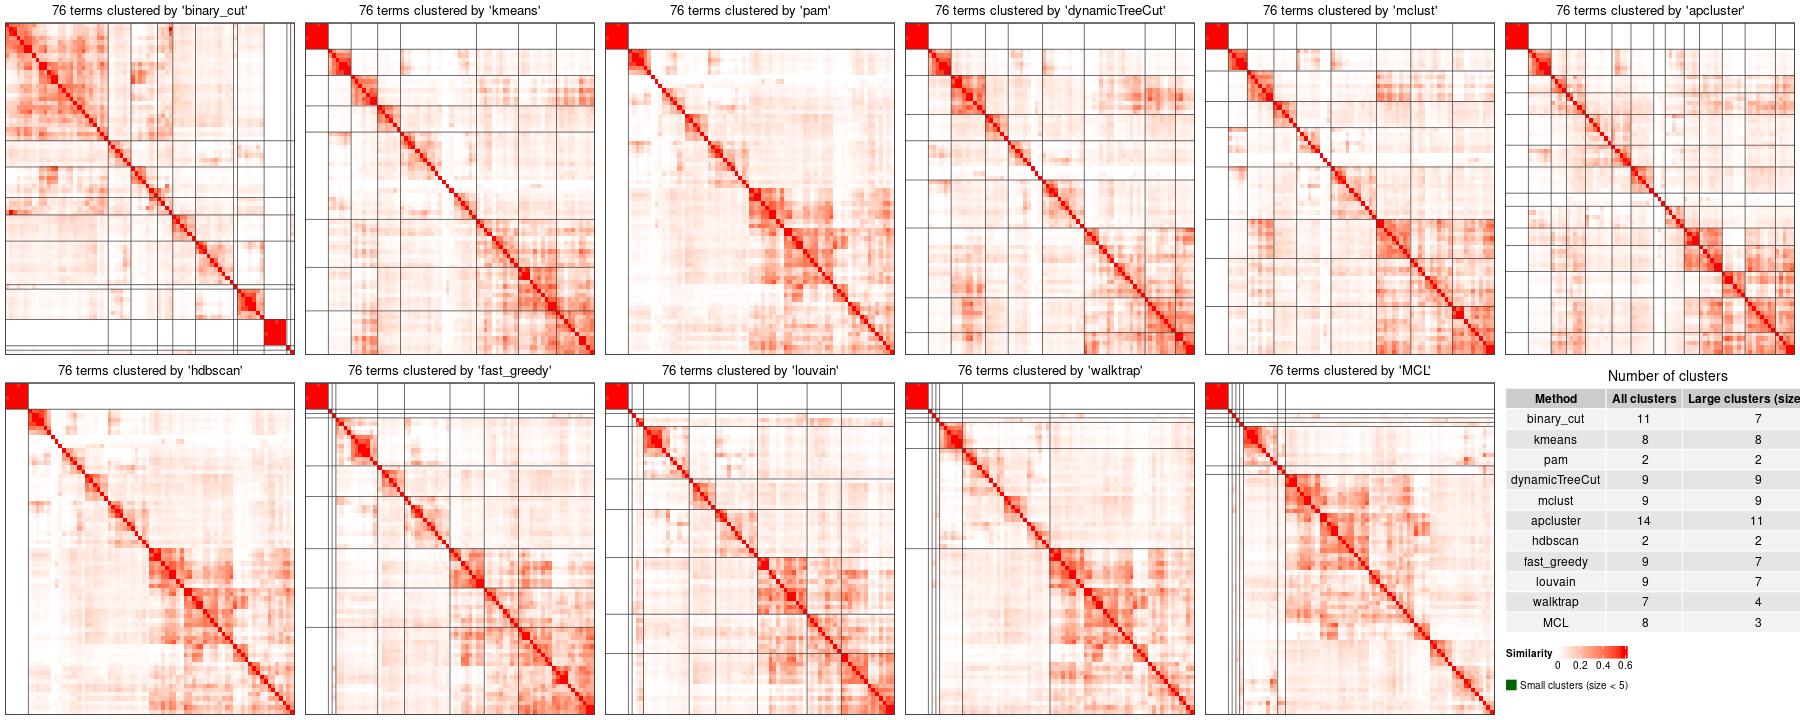 76 terms clustered by 'binary_cut'
76 terms clustered by 'kmeans'
76 terms clustered by 'pam'
76 terms clustered by 'dynamicTreeCut'
76 terms clustered by 'mclust'
76 terms clustered by 'apcluster'
76 terms clustered by 'hdbscan'
76 terms clustered by 'fast_greedy'
76 terms clustered by 'louvain'
76 terms clustered by 'walktrap'
76 terms clustered by 'MCL'
Number of clusters
Method All clusters Large clusters (size
binary_cut 11 7
kmeans 8 8
pam 2 2
dynamicTreeCut 9 9
mclust 9 9
apcluster 14 11
hdbscan 2 2
fast_greedy 9 7
louvain 9 7
walktrap 7 4
MCL 8 3
Similarity
0 0.2 0.4 0.6
Small clusters (size < 5)